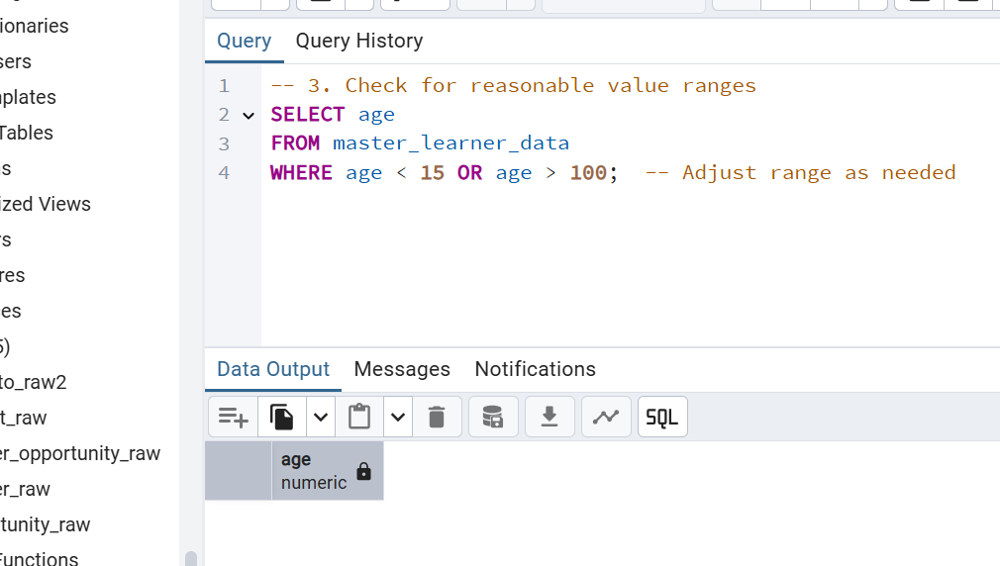 ionaries
sers
plates
Tables
s
ized Views
rs
res
ces
5)
to_raw2
t_raw
er_opportunity_raw
er_raw
tunity_raw
Functions
Query Query History
1 -- 3. Check for reasonable value ranges
2 SELECT age
3 FROM master_learner_data
4 WHERE age < 15 OR age > 100;  -- Adjust range as needed
Data Output Messages Notifications
SQL
age
numeric